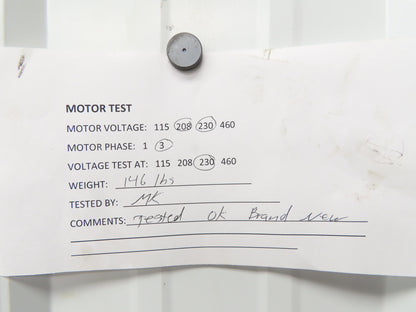 MOTOR TEST
MOTOR VOLTAGE: 115 208 230 460
MOTOR PHASE: 1 3
VOLTAGE TEST AT: 115 208 230 460
WEIGHT: 146 lbs
TESTED BY: MK
COMMENTS: Tested Ok Brand New